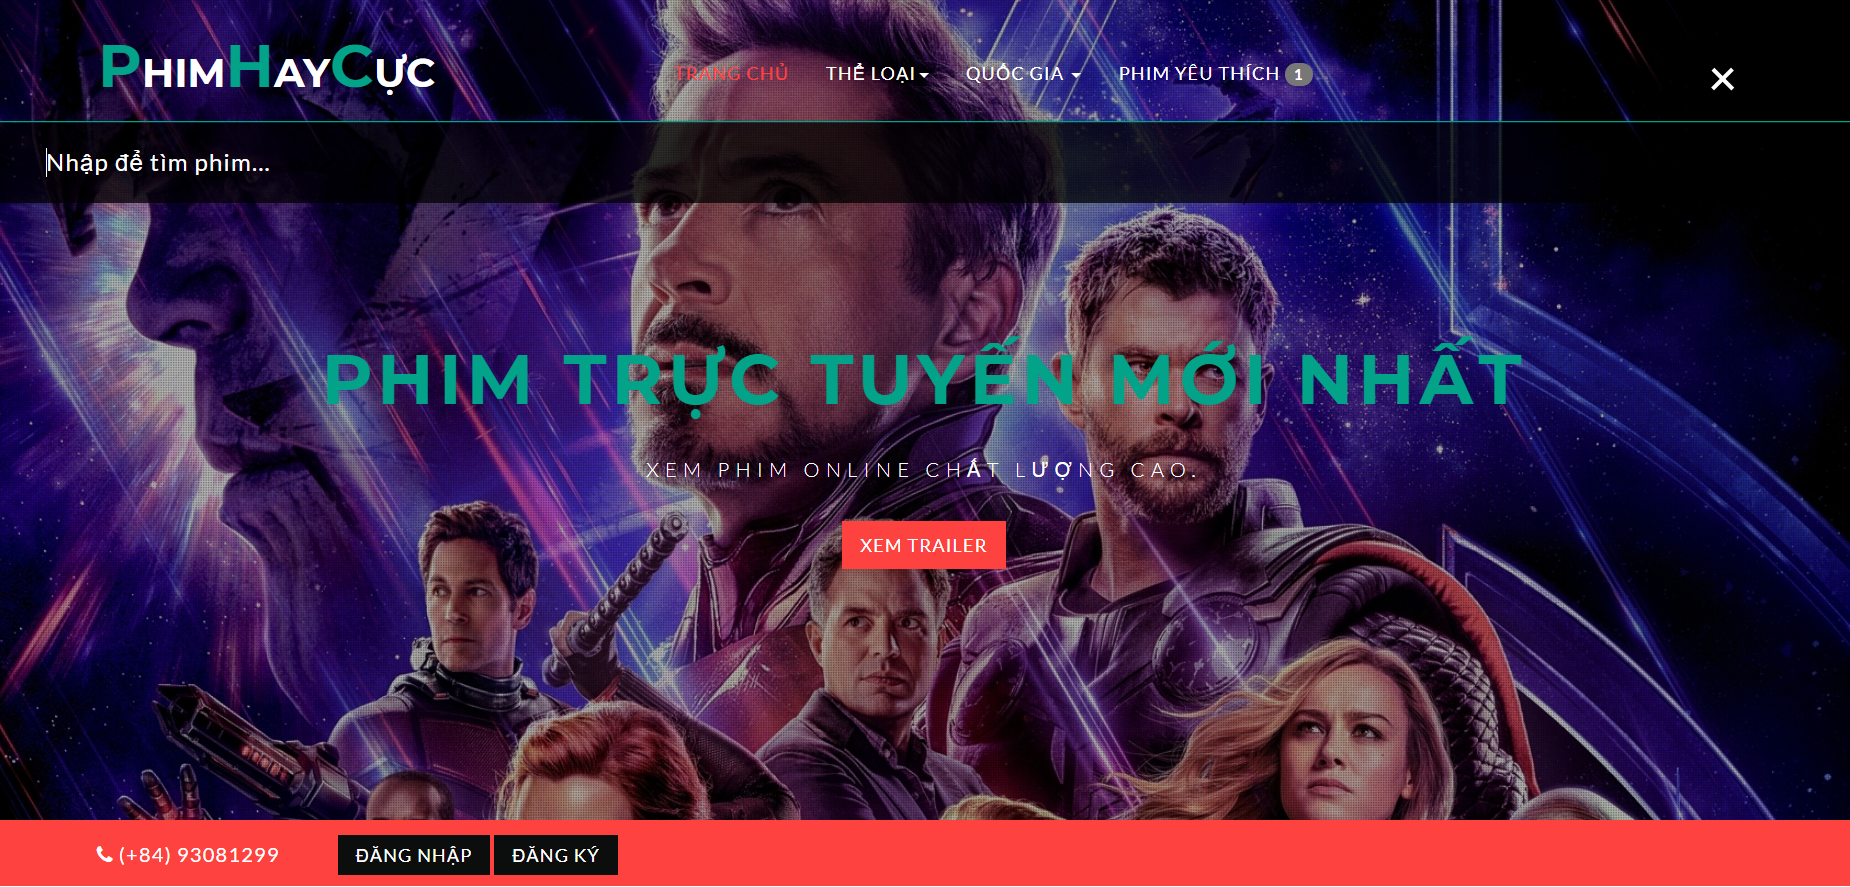 PHIMHAYCỰC
TRANG CHỦ THỂ LOẠI QUỐC GIA PHIM YÊU THÍCH 1
Nhập để tìm phim...
PHIM TRỰC TUYẾN MỚI NHẤT
XEM PHIM ONLINE CHẤT LƯỢNG CAO.
XEM TRAILER
(+84) 93081299 ĐĂNG NHẬP ĐĂNG KÝ